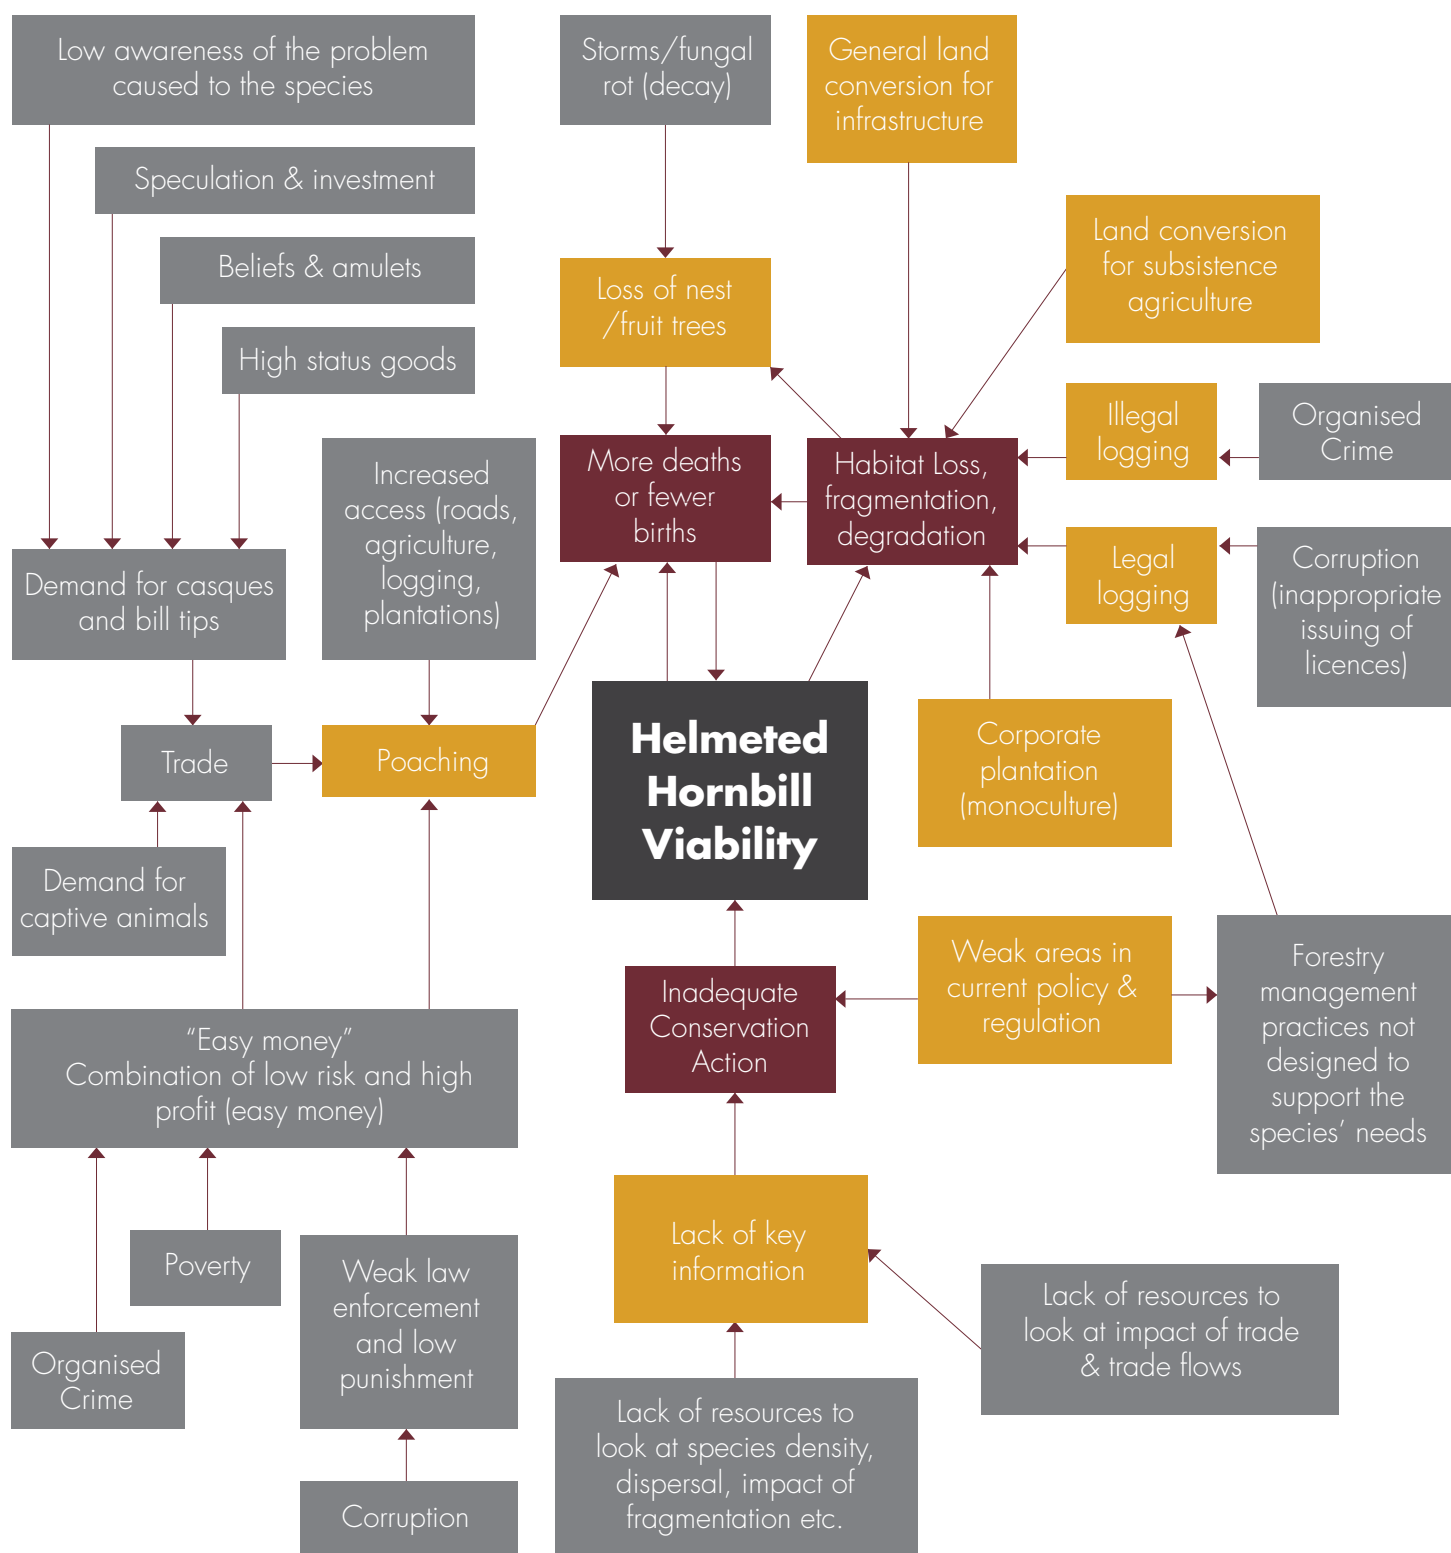 Low awareness of the problem
caused to the species
Storms/fungal
rot (decay)
General land
conversion for
infrastructure
Speculation & investment
Beliefs & amulets
High status goods
Land conversion
for subsistence
agriculture
Loss of nest
/fruit trees
Illegal
logging
Organised
Crime
Increased
access (roads,
agriculture,
logging,
plantations)
More deaths
or fewer
births
Habitat Loss,
fragmentation,
degradation
Legal
logging
Corruption
(inappropriate
issuing of
licences)
Demand for casques
and bill tips
Trade
Poaching
Helmeted
Hornbill
Viability
Corporate
plantation
(monoculture)
Demand for
captive animals
Inadequate
Conservation
Action
Weak areas in
current policy &
regulation
Forestry
management
practices not
designed to
support the
species’ needs
“Easy money”
Combination of low risk and high
profit (easy money)
Lack of key
information
Poverty
Organised
Crime
Weak law
enforcement
and low
punishment
Corruption
Lack of resources to
look at species density,
dispersal, impact of
fragmentation etc.
Lack of resources to
look at impact of trade
& trade flows